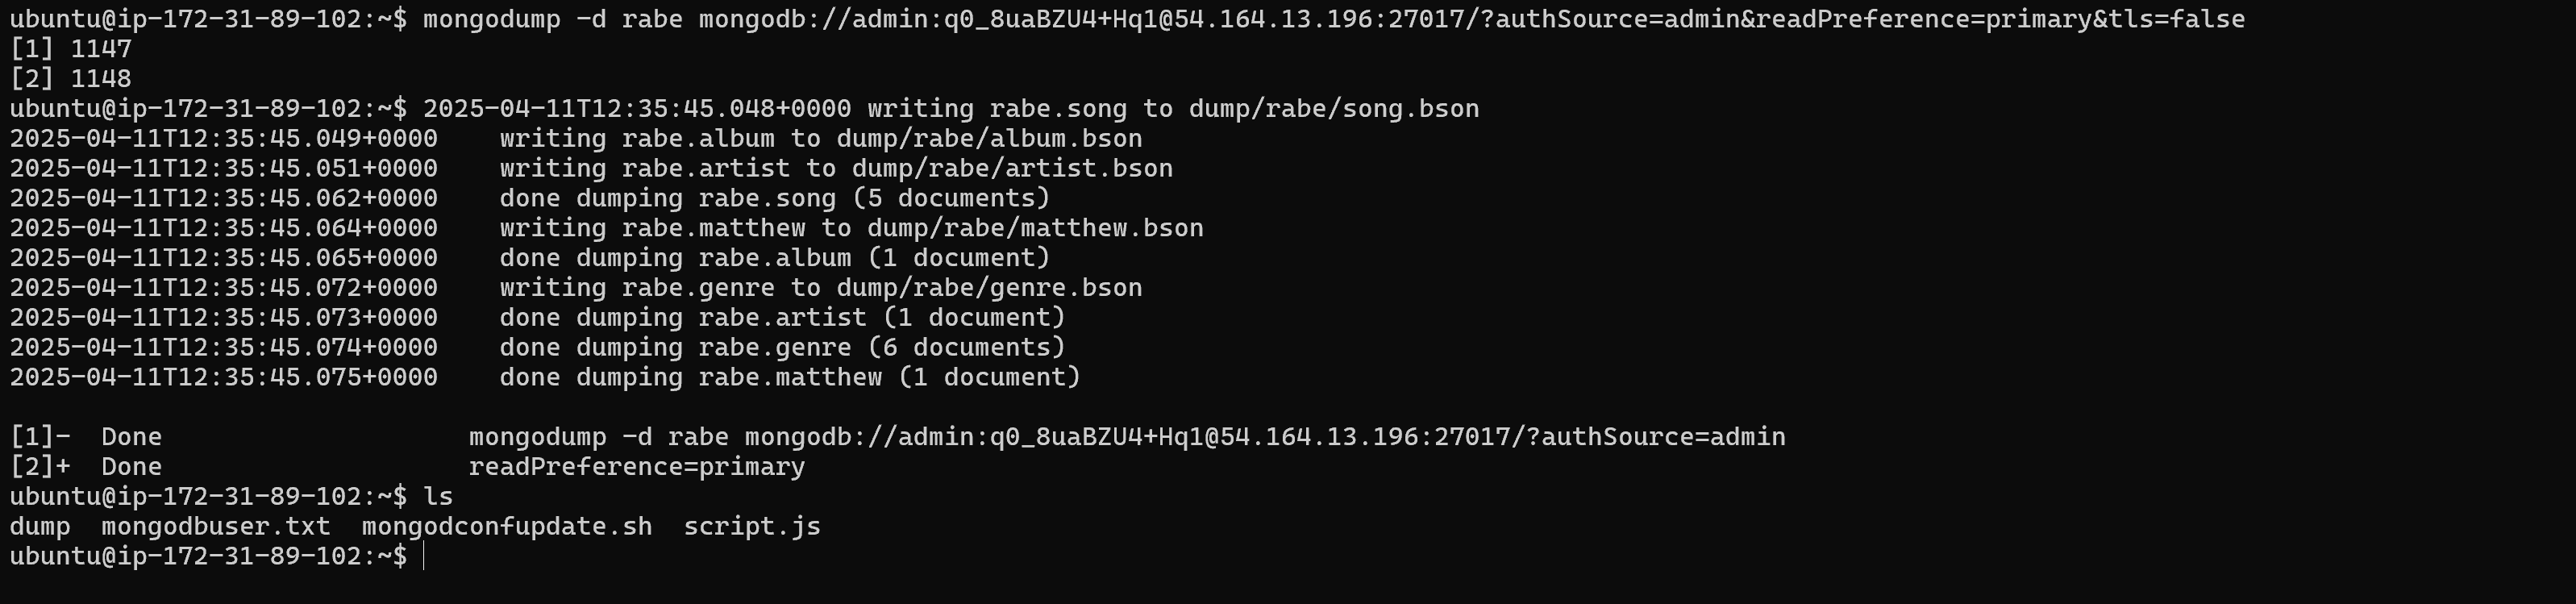 ubuntu@ip-172-31-89-102:~$ mongodump -d rabe mongodb://admin:q0_8uaBZU4+Hq1@54.164.13.196:27017/?authSource=admin&readPreference=primary&tls=false
[1] 1147
[2] 1148
ubuntu@ip-172-31-89-102:~$ 2025-04-11T12:35:45.048+0000 writing rabe.song to dump/rabe/song.bson
2025-04-11T12:35:45.049+0000    writing rabe.album to dump/rabe/album.bson
2025-04-11T12:35:45.051+0000    writing rabe.artist to dump/rabe/artist.bson
2025-04-11T12:35:45.062+0000    done dumping rabe.song (5 documents)
2025-04-11T12:35:45.064+0000    writing rabe.matthew to dump/rabe/matthew.bson
2025-04-11T12:35:45.065+0000    done dumping rabe.album (1 document)
2025-04-11T12:35:45.072+0000    writing rabe.genre to dump/rabe/genre.bson
2025-04-11T12:35:45.073+0000    done dumping rabe.artist (1 document)
2025-04-11T12:35:45.074+0000    done dumping rabe.genre (6 documents)
2025-04-11T12:35:45.075+0000    done dumping rabe.matthew (1 document)
[1]-  Done                    mongodump -d rabe mongodb://admin:q0_8uaBZU4+Hq1@54.164.13.196:27017/?authSource=admin
[2]+  Done                    readPreference=primary
ubuntu@ip-172-31-89-102:~$ ls
dump  mongodbuser.txt  mongodconfupdate.sh  script.js
ubuntu@ip-172-31-89-102:~$